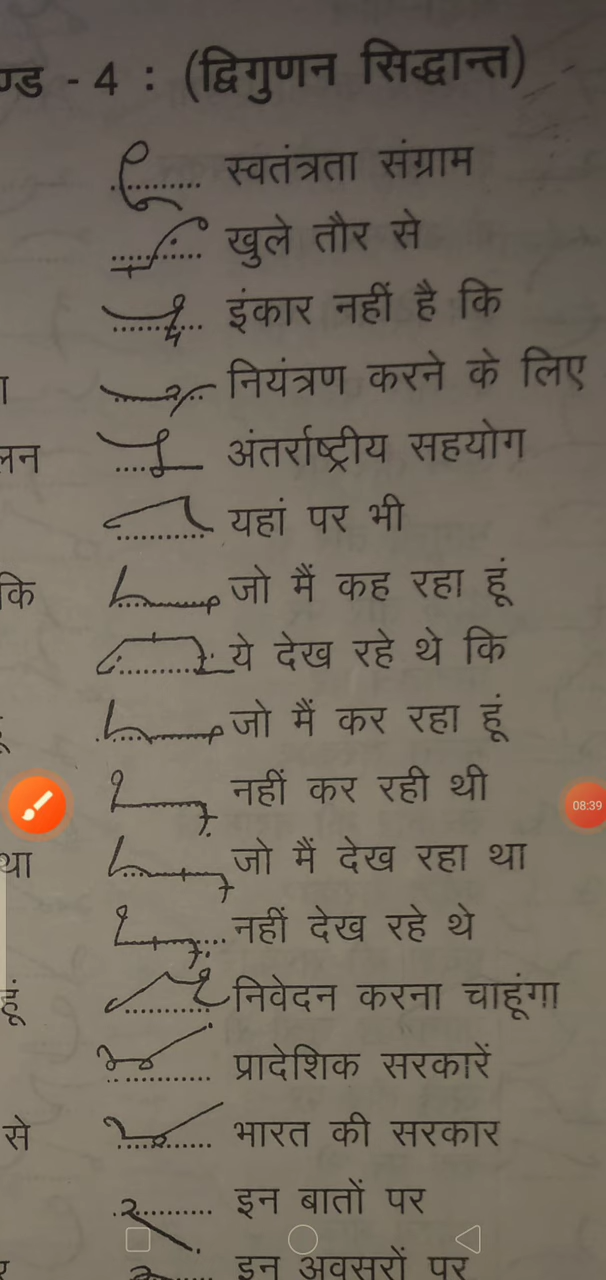 ण्ड - 4 : (द्विगुणन सिद्धान्त)
स्वतंत्रता संग्राम
खुले तौर से
इंकार नहीं है कि
नियंत्रण करने के लिए
लन अंतर्राष्ट्रीय सहयोग
यहां पर भी
कि जो मैं कह रहा हूं
ये देख रहे थे कि
जो मैं कर रहा हूं
नहीं कर रही थी
08:39
था जो मैं देख रहा था
नहीं देख रहे थे
हूं निवेदन करना चाहूंगा
प्रादेशिक सरकारें
से भारत की सरकार
इन बातों पर
इन अवसरों पर